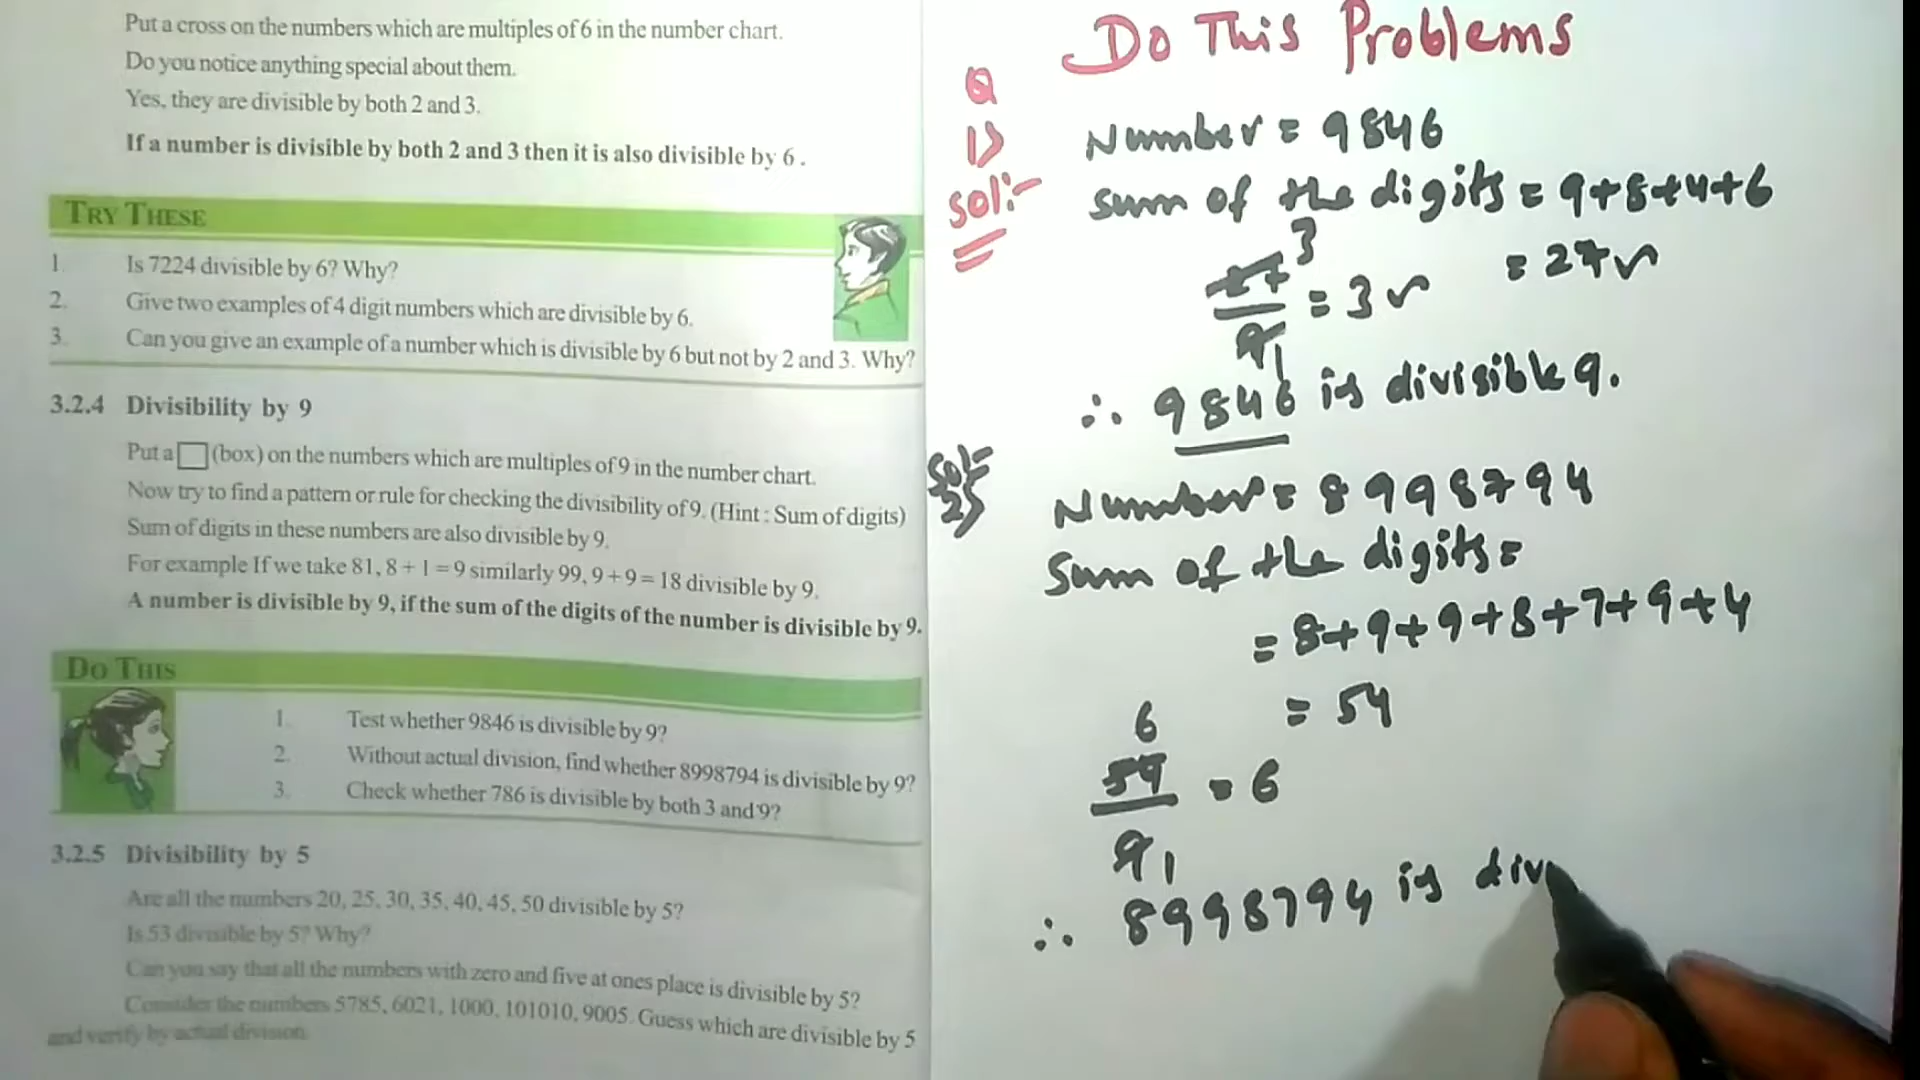 Put a cross on the numbers which are multiples of 6 in the number chart.
Do you notice anything special about them.
Yes, they are divisible by both 2 and 3.
If a number is divisible by both 2 and 3 then it is also divisible by 6.
TRY THESE
1. Is 7224 divisible by 6? Why?
2. Give two examples of 4 digit numbers which are divisible by 6.
3. Can you give an example of a number which is divisible by 6 but not by 2 and 3. Why?
3.2.4 Divisibility by 9
Put a □ (box) on the numbers which are multiples of 9 in the number chart.
Now try to find a pattern or rule for checking the divisibility of 9. (Hint : Sum of digits)
Sum of digits in these numbers are also divisible by 9.
For example If we take 81, 8 + 1 = 9 similarly 99, 9 + 9 = 18 divisible by 9.
A number is divisible by 9, if the sum of the digits of the number is divisible by 9.
DO THIS
1. Test whether 9846 is divisible by 9?
2. Without actual division, find whether 8998794 is divisible by 9?
3. Check whether 786 is divisible by both 3 and 9?
3.2.5 Divisibility by 5
Are all the numbers 20, 25, 30, 35, 40, 45, 50 divisible by 5?
Is 53 divisible by 5? Why?
Can you say that all the numbers with zero and five at ones place is divisible by 5?
Consider the numbers 5785, 6021, 1000, 101010, 9005. Guess which are divisible by 5
and verify by actual division.
Do This Problems
Q
1) Number = 9846
Sol:- Sum of the digits = 9+8+4+6
= 27✓
3
27
9 1
= 3✓
∴ 9846 is divisible 9.
Sol:-
2) Number = 8998794
Sum of the digits =
= 8+9+9+8+7+9+4
= 54
6
54
9 1
= 6
∴ 8998794 is div